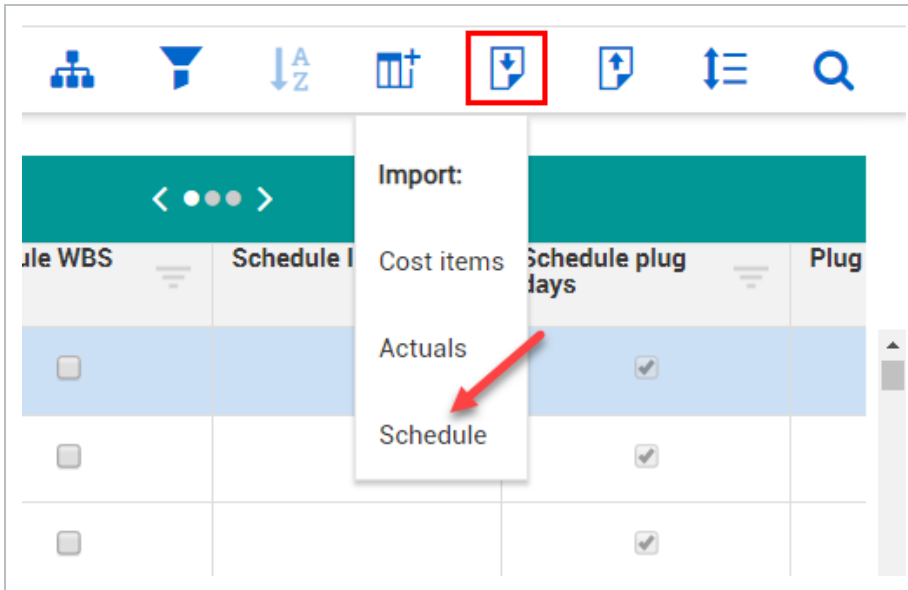 A
Z
Import:
ule WBS
Schedule I
Cost items
Schedule plug
days
Plug
Actuals
Schedule